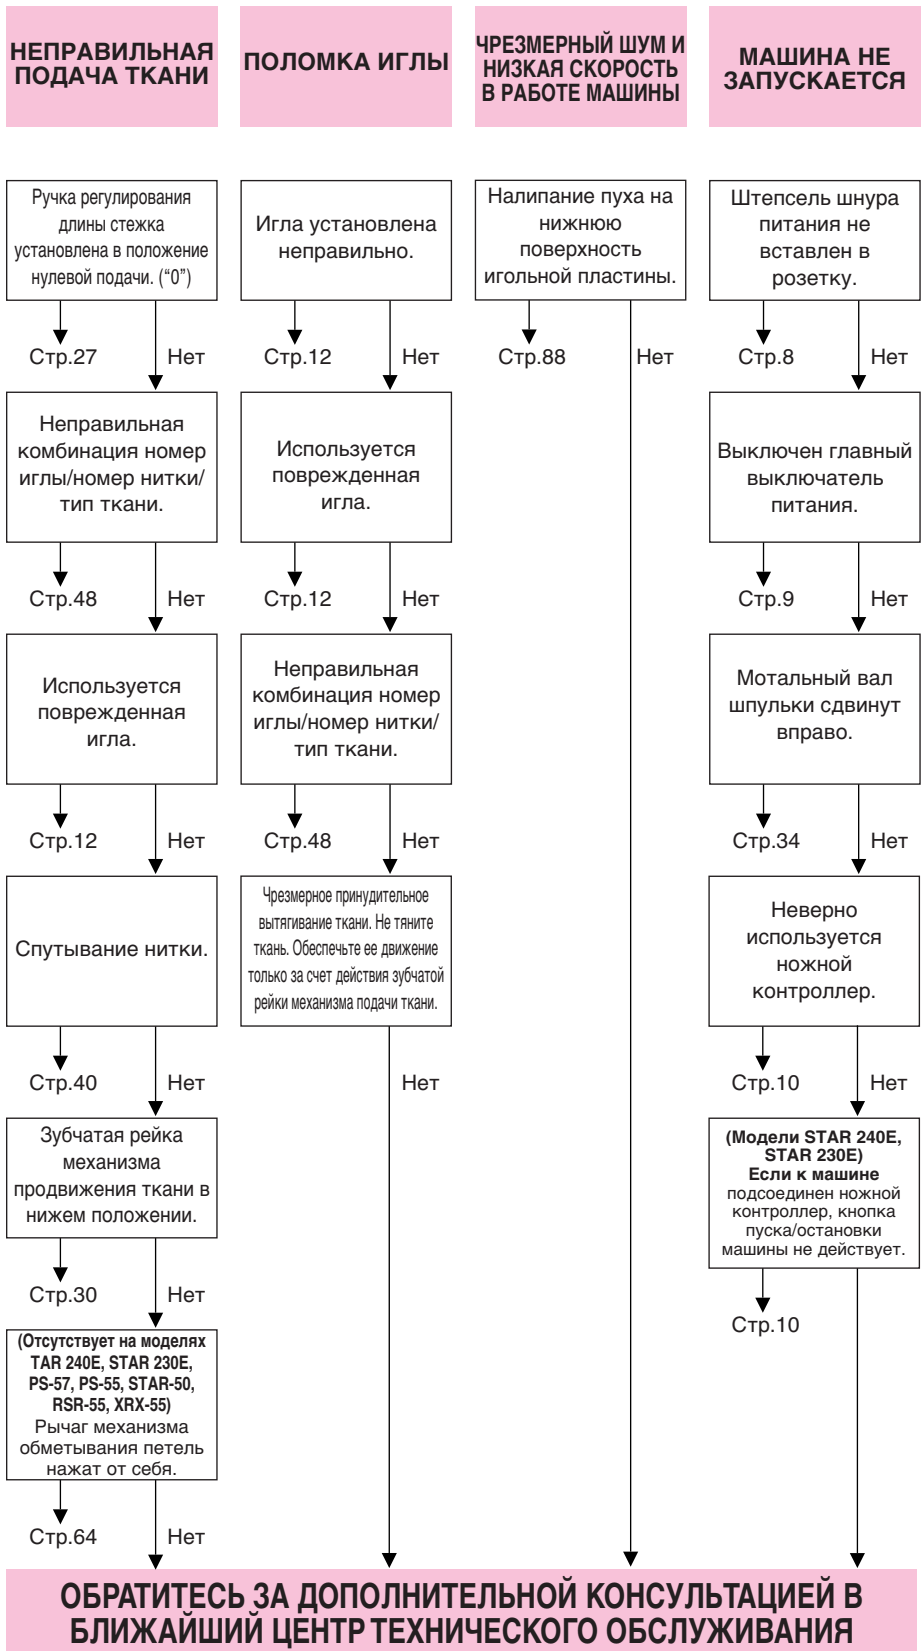 НЕПРАВИЛЬНАЯ
ПОДАЧА ТКАНИ
Ручка регулирования
длины стежка
установлена в положение
нулевой подачи. (“0”)
Стр.27
Нет
Неправильная
комбинация номер
иглы/номер нитки/
тип ткани.
Стр.48
Нет
Используется
поврежденная
игла.
Стр.12
Нет
Спутывание нитки.
Стр.40
Нет
Зубчатая рейка
механизма
продвижения ткани в
нижем положении.
Стр.30
Нет
(Отсутствует на моделях
TAR 240E, STAR 230E,
PS-57, PS-55, STAR-50,
RSR-55, XRX-55)
Рычаг механизма
обметывания петель
нажат от себя.
Стр.64
Нет
ПОЛОМКА ИГЛЫ
Игла установлена
неправильно.
Стр.12
Нет
Используется
поврежденная
игла.
Стр.12
Нет
Неправильная
комбинация номер
иглы/номер нитки/
тип ткани.
Стр.48
Нет
Чрезмерное принудительное
вытягивание ткани. Не тяните
ткань. Обеспечьте ее движение
только за счет действия зубчатой
рейки механизма подачи ткани.
Нет
ЧРЕЗМЕРНЫЙ ШУМ И
НИЗКАЯ СКОРОСТЬ
В РАБОТЕ МАШИНЫ
Налипание пуха на
нижнюю
поверхность
игольной пластины.
Стр.88
Нет
МАШИНА НЕ
ЗАПУСКАЕТСЯ
Штепсель шнура
питания не
вставлен в
розетку.
Стр.8
Нет
Выключен главный
выключатель
питания.
Стр.9
Нет
Мотальный вал
шпульки сдвинут
вправо.
Стр.34
Нет
Неверно
используется
ножной
контроллер.
Стр.10
Нет
(Модели STAR 240E,
STAR 230E)
Если к машине
подсоединен ножной
контроллер, кнопка
пуска/остановки
машины не действует.
Стр.10
ОБРАТИТЕСЬ ЗА ДОПОЛНИТЕЛЬНОЙ КОНСУЛЬТАЦИЕЙ В
БЛИЖАЙШИЙ ЦЕНТР ТЕХНИЧЕСКОГО ОБСЛУЖИВАНИЯ